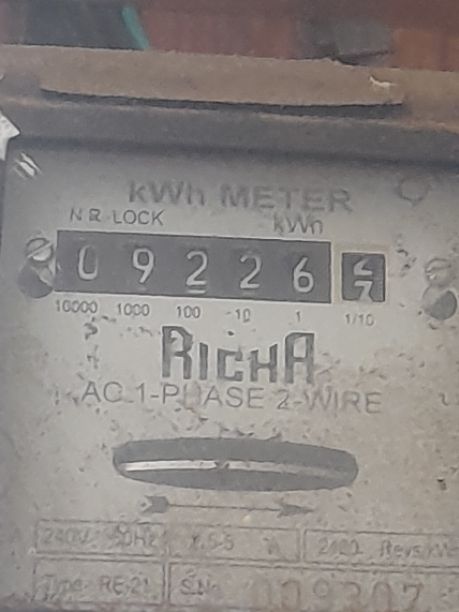 kWh METER
N R LOCK kWh
0 9 2 2 6
10000 1000 100 10 1 1/10
RICHA
AC 1-PHASE 2-WIRE
240V 50Hz
Type RE-21 S.No.